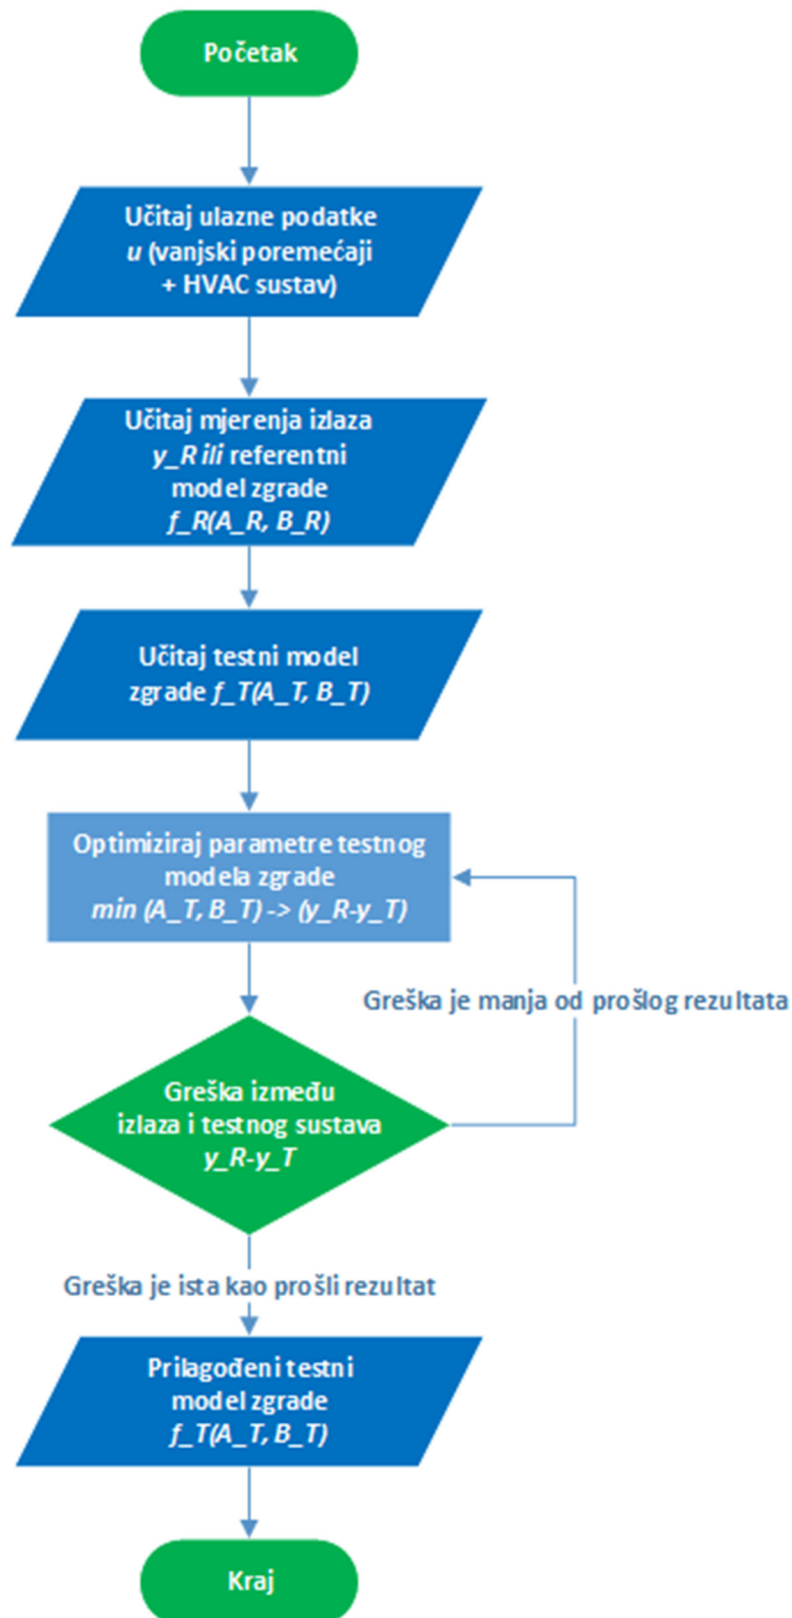 Početak
Učitaj ulazne podatke
u (vanjski poremećaji
+ HVAC sustav)
Učitaj mjerenja izlaza
y_R ili referentni
model zgrade
f_R(A_R, B_R)
Učitaj testni model
zgrade f_T(A_T, B_T)
Optimiziraj parametre testnog
modela zgrade
min (A_T, B_T) -> (y_R-y_T)
Greška je manja od prošlog rezultata
Greška između
izlaza i testnog sustava
y_R-y_T
Greška je ista kao prošli rezultat
Prilagođeni testni
model zgrade
f_T(A_T, B_T)
Kraj